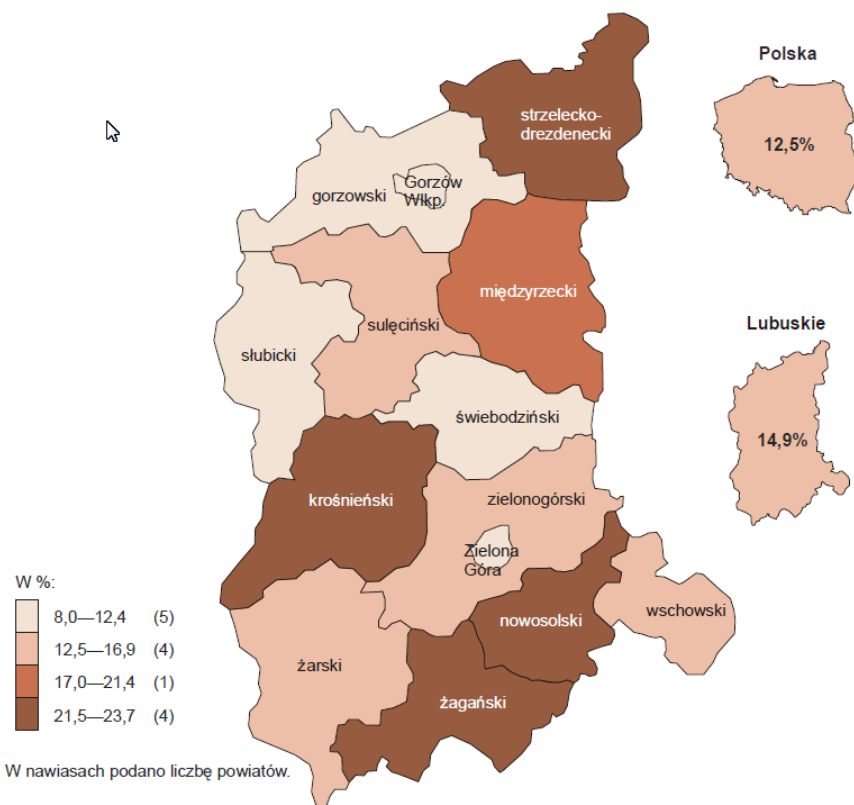 Polska
12,5%
strzelecko-
drezdenecki
Gorzów
Wlkp.
gorzowski
międzyrzecki
sulęciński
słubicki
Lubuskie
14,9%
świebodziński
krośnieński
zielonogórski
Zielona
Góra
nowosolski
wschowski
żarski
żagański
W %:
8,0—12,4 (5)
12,5—16,9 (4)
17,0—21,4 (1)
21,5—23,7 (4)
W nawiasach podano liczbę powiatów.